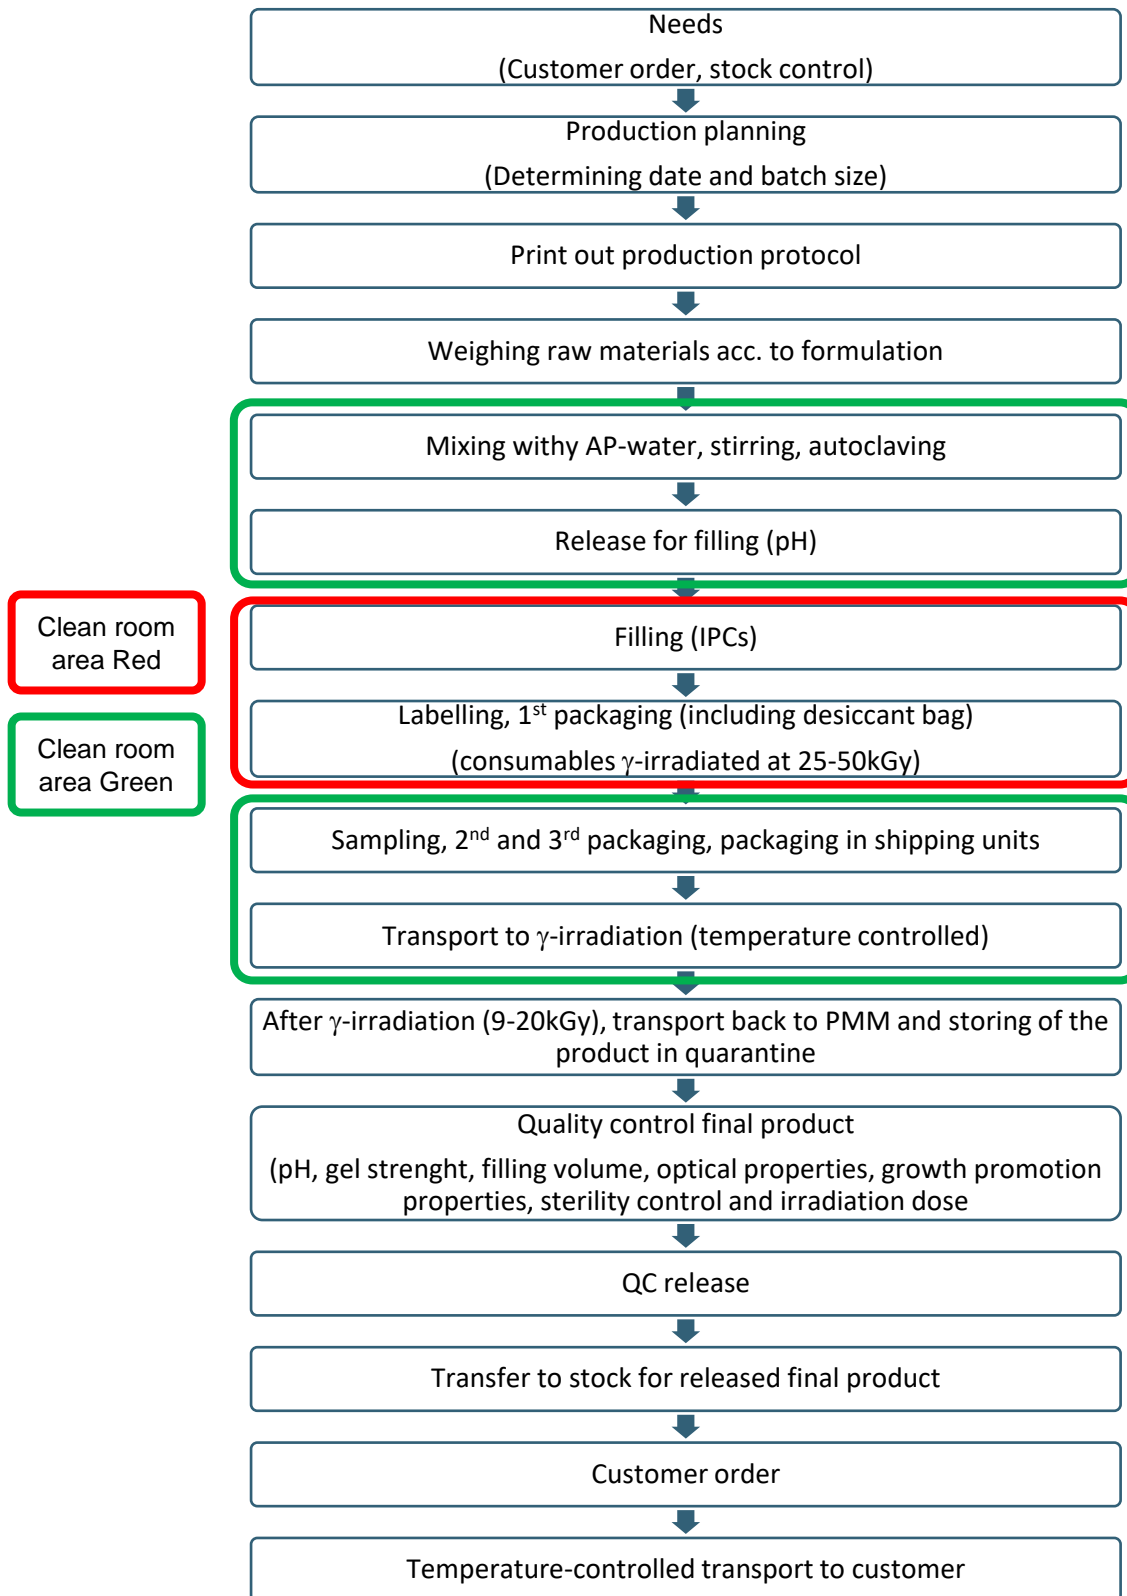 Needs
(Customer order, stock control)
Production planning
(Determining date and batch size)
Print out production protocol
Weighing raw materials acc. to formulation
Mixing withy AP-water, stirring, autoclaving
Release for filling (pH)
Clean room
area Red
Filling (IPCs)
Labelling, 1st packaging (including desiccant bag)
(consumables γ-irradiated at 25-50kGy)
Clean room
area Green
Sampling, 2nd and 3rd packaging, packaging in shipping units
Transport to γ-irradiation (temperature controlled)
After γ-irradiation (9-20kGy), transport back to PMM and storing of the
product in quarantine
Quality control final product
(pH, gel strenght, filling volume, optical properties, growth promotion
properties, sterility control and irradiation dose
QC release
Transfer to stock for released final product
Customer order
Temperature-controlled transport to customer